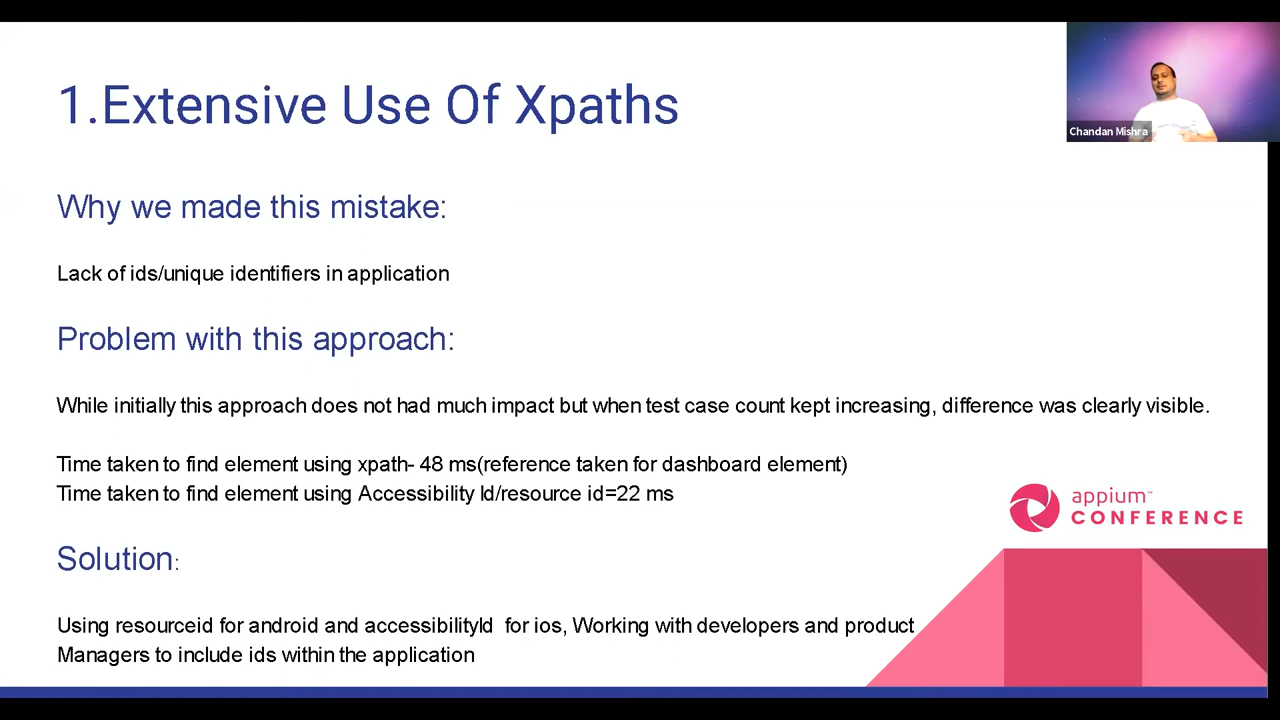 1.Extensive Use Of Xpaths
Chandan Mishra
Why we made this mistake:
Lack of ids/unique identifiers in application
Problem with this approach:
While initially this approach does not had much impact but when test case count kept increasing, difference was clearly visible.
Time taken to find element using xpath- 48 ms(reference taken for dashboard element)
Time taken to find element using Accessibility Id/resource id=22 ms
appium™
CONFERENCE
Solution:
Using resourceid for android and accessibilityId for ios, Working with developers and product
Managers to include ids within the application